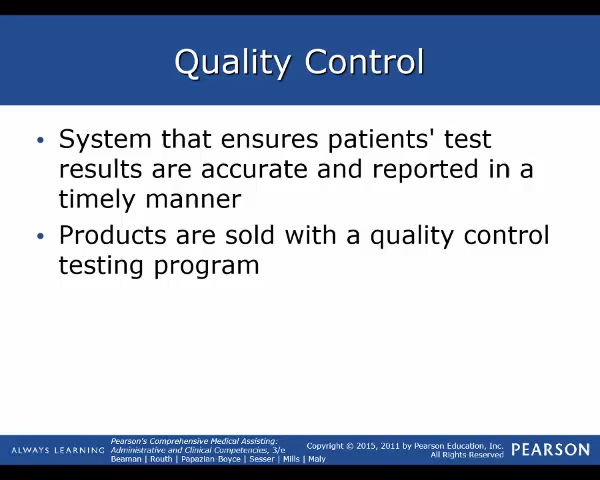 Quality Control
• System that ensures patients' test
results are accurate and reported in a
timely manner
• Products are sold with a quality control
testing program
ALWAYS LEARNING
Pearson's Comprehensive Medical Assisting:
Administrative and Clinical Competencies, 3/e
Beaman | Routh | Papazian Boyce | Sesser | Mills | Maly
Copyright © 2015, 2011 by Pearson Education, Inc.
All Rights Reserved
PEARSON